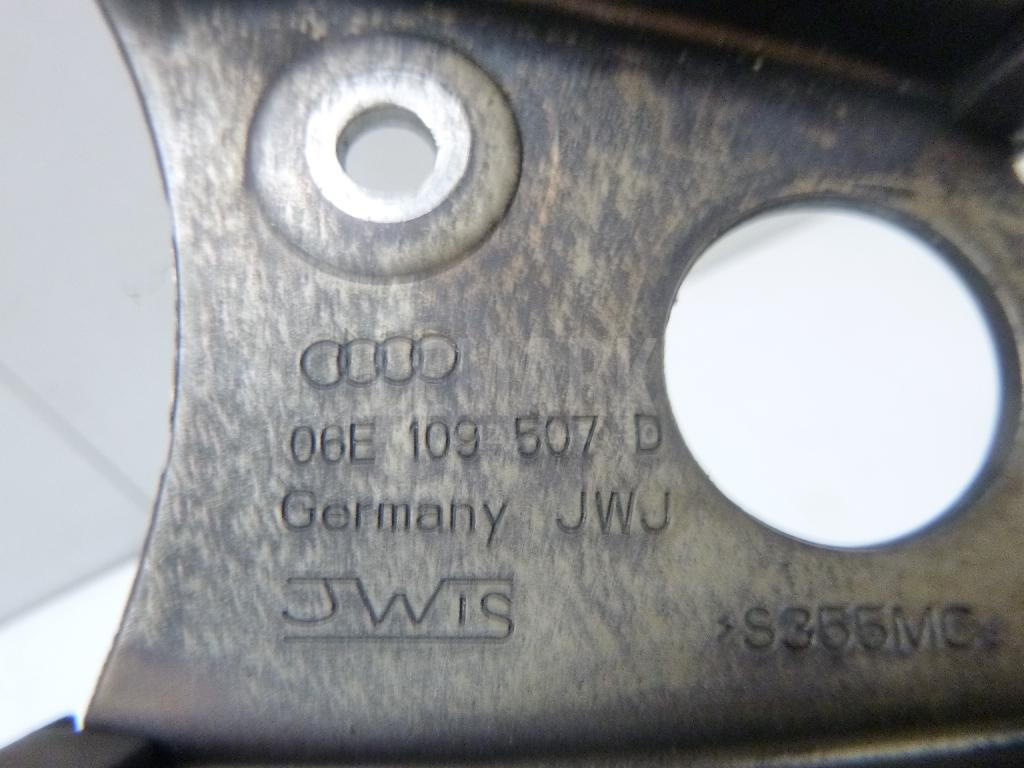 06E 109 507 D
Germany JWJ
JWIS
>S355MC<